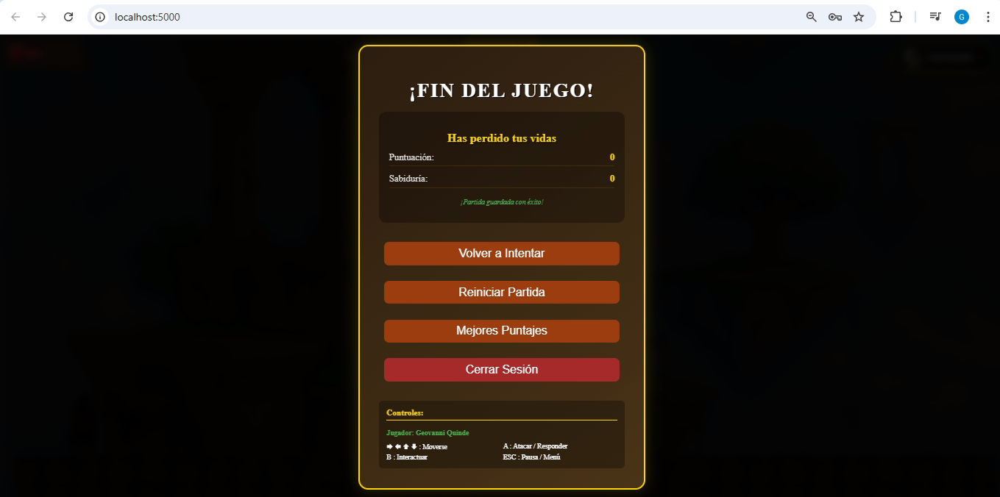 localhost:5000
G
¡FIN DEL JUEGO!
Has perdido tus vidas
Puntuación: 0
Sabiduría: 0
¡Partida guardada con éxito!
Volver a Intentar
Reiniciar Partida
Mejores Puntajes
Cerrar Sesión
Controles:
Jugador: Geovanni Quinde
🡆 🡄 🡅 🡇 : Moverse A : Atacar / Responder
B : Interactuar ESC : Pausa / Menú